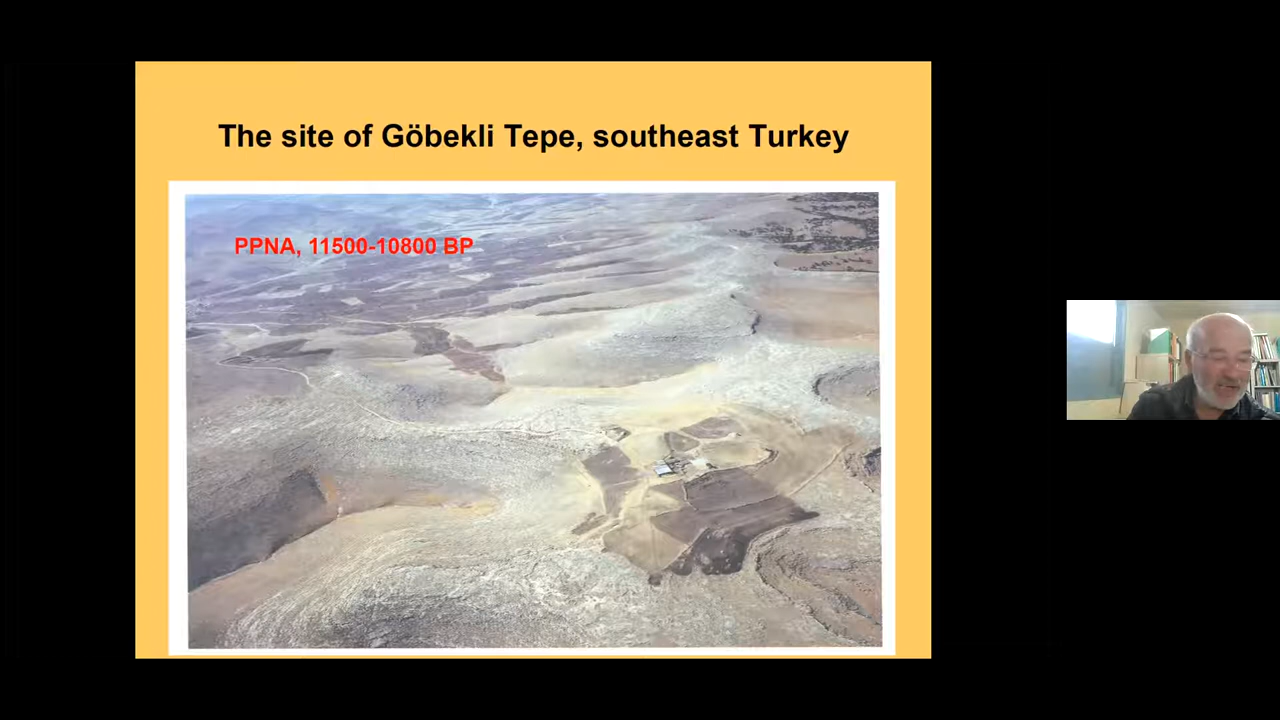 The site of Göbekli Tepe, southeast Turkey
PPNA, 11500-10800 BP